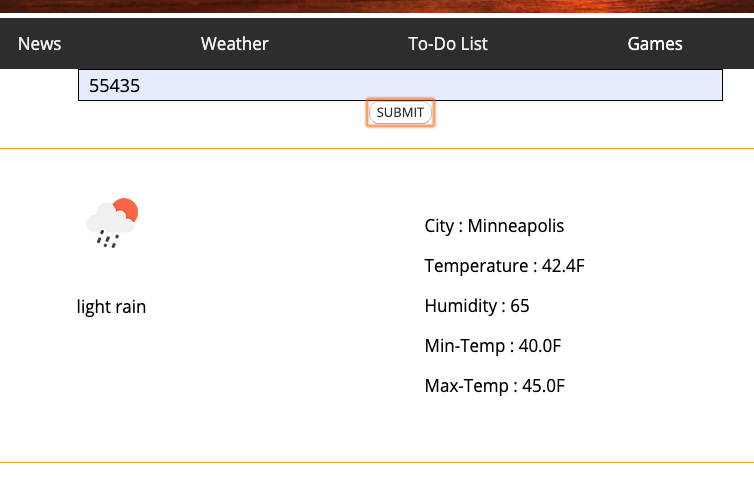 News Weather To-Do List Games
55435
SUBMIT
City : Minneapolis
Temperature : 42.4F
light rain
Humidity : 65
Min-Temp : 40.0F
Max-Temp : 45.0F